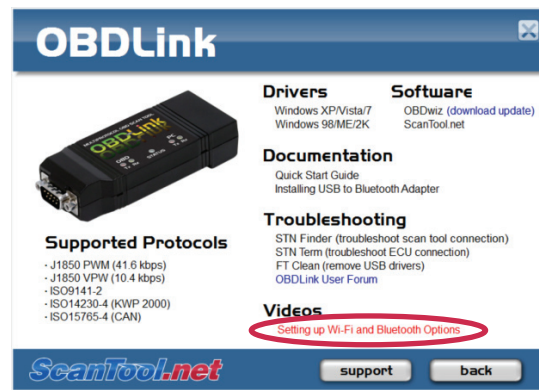 OBDLink
Drivers
Windows XP/Vista/7
Windows 98/ME/2K
Software
OBDwiz (download update)
ScanTool.net
Documentation
Quick Start Guide
Installing USB to Bluetooth Adapter
Troubleshooting
STN Finder (troubleshoot scan tool connection)
STN Term (troubleshoot ECU connection)
FT Clean (remove USB drivers)
OBDLink User Forum
Videos
Setting up Wi-Fi and Bluetooth Options
OBDLink
OBD
STATUS
PC
Supported Protocols
· J1850 PWM (41.6 kbps)
· J1850 VPW (10.4 kbps)
· ISO9141-2
· ISO14230-4 (KWP 2000)
· ISO15765-4 (CAN)
ScanTool.net
support
back